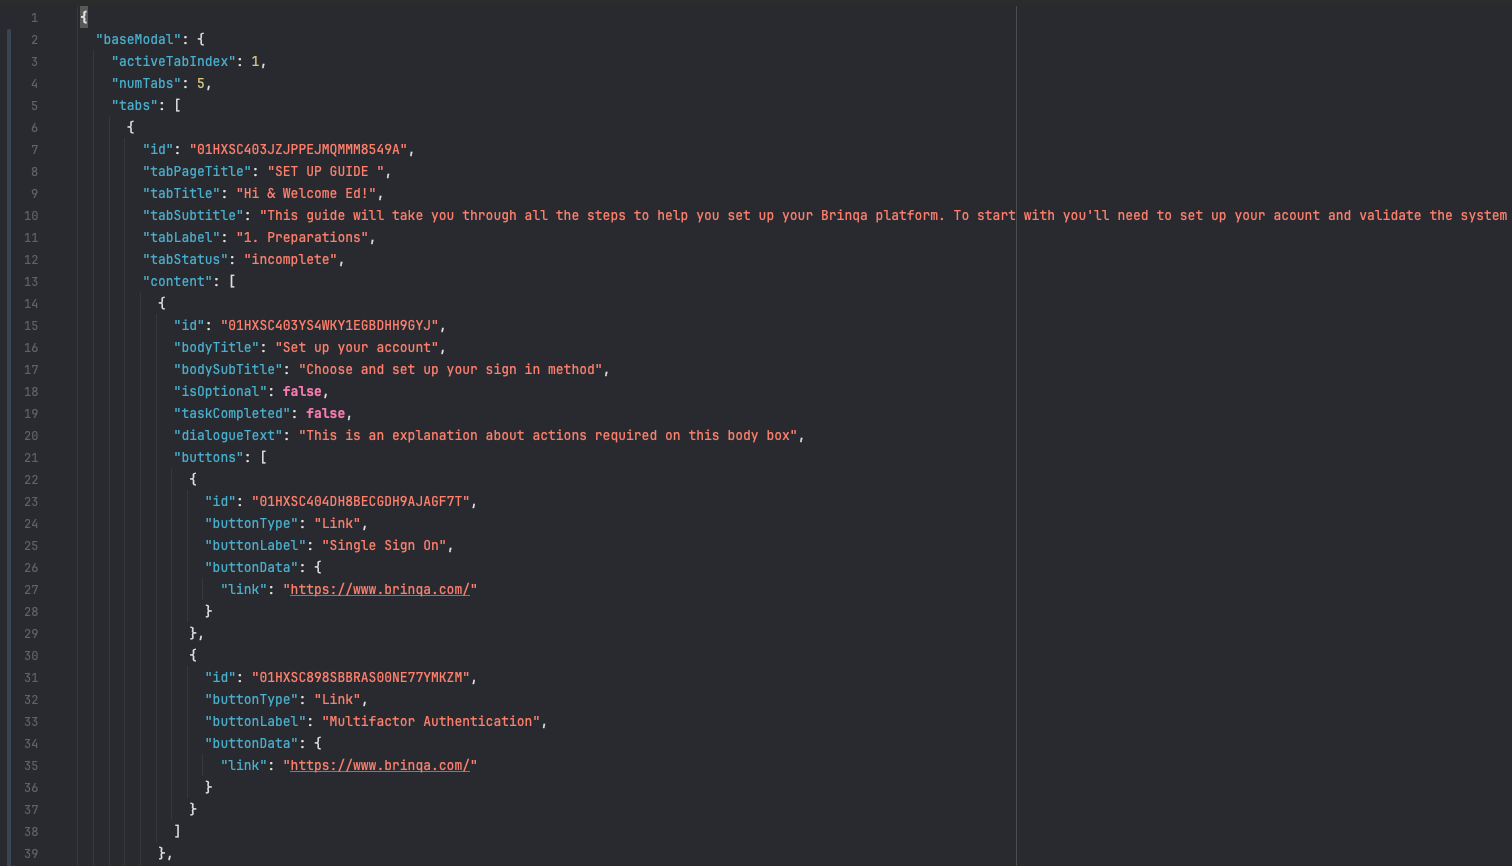 1 {
2 "baseModal": {
3 "activeTabIndex": 1,
4 "numTabs": 5,
5 "tabs": [
6 {
7 "id": "01HXSC403JZJPPEJMQMMM8549A",
8 "tabPageTitle": "SET UP GUIDE ",
9 "tabTitle": "Hi & Welcome Ed!",
10 "tabSubtitle": "This guide will take you through all the steps to help you set up your Brinqa platform. To start with you'll need to set up your acount and validate the system
11 "tabLabel": "1. Preparations",
12 "tabStatus": "incomplete",
13 "content": [
14 {
15 "id": "01HXSC403YS4WKY1EGBDHH9GYJ",
16 "bodyTitle": "Set up your account",
17 "bodySubTitle": "Choose and set up your sign in method",
18 "isOptional": false,
19 "taskCompleted": false,
20 "dialogueText": "This is an explanation about actions required on this body box",
21 "buttons": [
22 {
23 "id": "01HXSC404DH8BECGDH9AJAGF7T",
24 "buttonType": "Link",
25 "buttonLabel": "Single Sign On",
26 "buttonData": {
27 "link": "https://www.brinqa.com/"
28 }
29 },
30 {
31 "id": "01HXSC898SBBRAS00NE77YMKZM",
32 "buttonType": "Link",
33 "buttonLabel": "Multifactor Authentication",
34 "buttonData": {
35 "link": "https://www.brinqa.com/"
36 }
37 }
38 ]
39 },